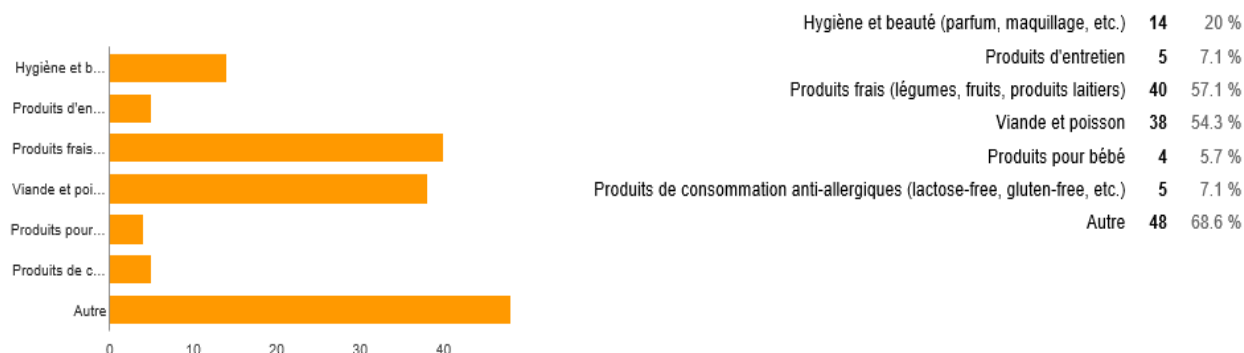 Hygiène et b...
Produits d'en...
Produits frais...
Viande et poi...
Produits pour...
Produits de c...
Autre
0 10 20 30 40
Hygiène et beauté (parfum, maquillage, etc.) 14 20 %
Produits d'entretien 5 7.1 %
Produits frais (légumes, fruits, produits laitiers) 40 57.1 %
Viande et poisson 38 54.3 %
Produits pour bébé 4 5.7 %
Produits de consommation anti-allergiques (lactose-free, gluten-free, etc.) 5 7.1 %
Autre 48 68.6 %